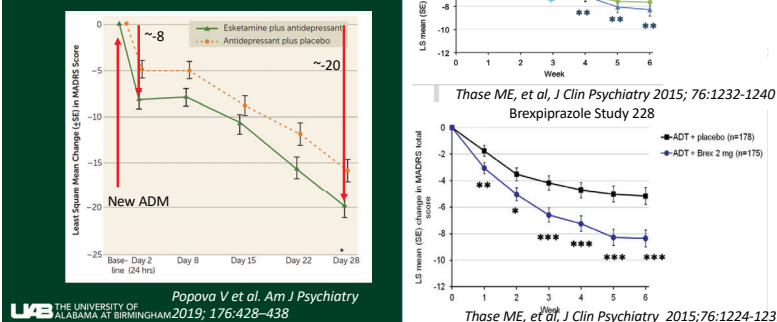 Least Square Mean Change (±SE) in MADRS Score
0
−5
−10
−15
−20
−25
Esketamine plus antidepressant
Antidepressant plus placebo
~-8
~-20
New ADM
Base-line
Day 2 (24 hrs)
Day 8
Day 15
Day 22
Day 28
*
UAB THE UNIVERSITY OF ALABAMA AT BIRMINGHAM
Popova V et al. Am J Psychiatry
2019; 176:428–438
LS mean (SE)
-8
-10
-12
** ** **
0 1 2 3 4 5 6
Week
Thase ME, et al, J Clin Psychiatry 2015; 76:1232-1240
Brexpiprazole Study 228
LS mean (SE) change in MADRS total score
0
-2
-4
-6
-8
-10
-12
ADT + placebo (n=178)
ADT + Brex 2 mg (n=175)
** * *** *** *** ***
0 1 2 3 4 5 6
Week
Thase ME, et al, J Clin Psychiatry 2015;76:1224-123